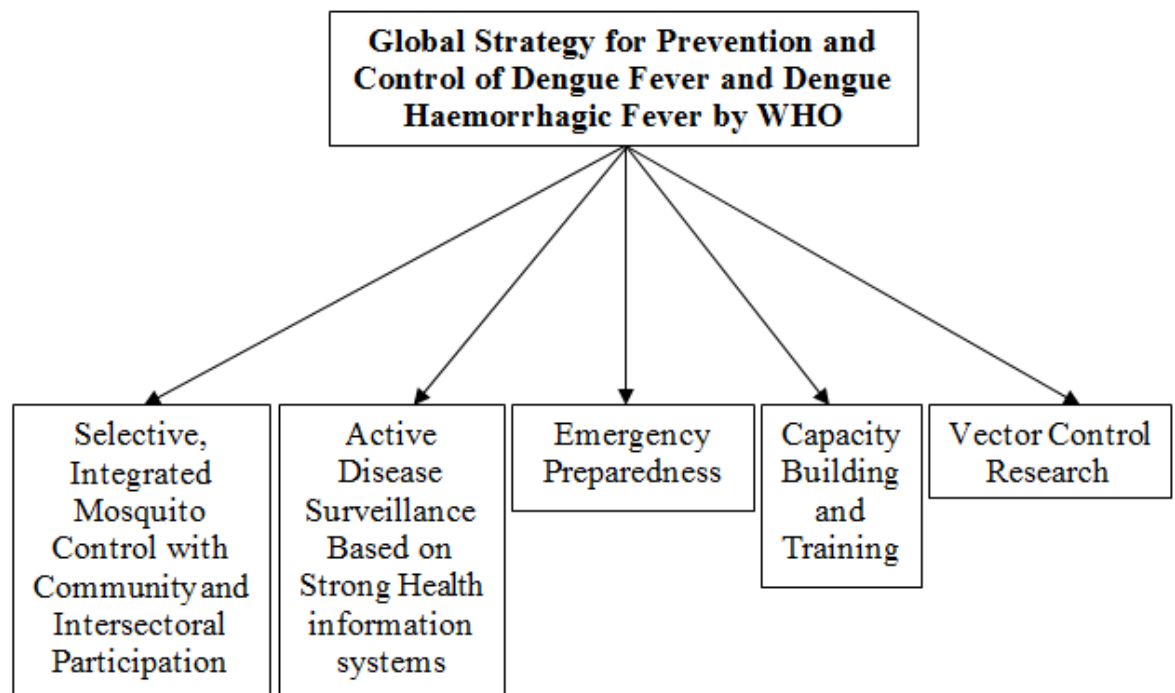 Global Strategy for Prevention and
Control of Dengue Fever and Dengue
Haemorrhagic Fever by WHO
Selective,
Integrated
Mosquito
Control with
Community and
Intersectoral
Participation
Active
Disease
Surveillance
Based on
Strong Health
information
systems
Emergency
Preparedness
Capacity
Building
and
Training
Vector Control
Research